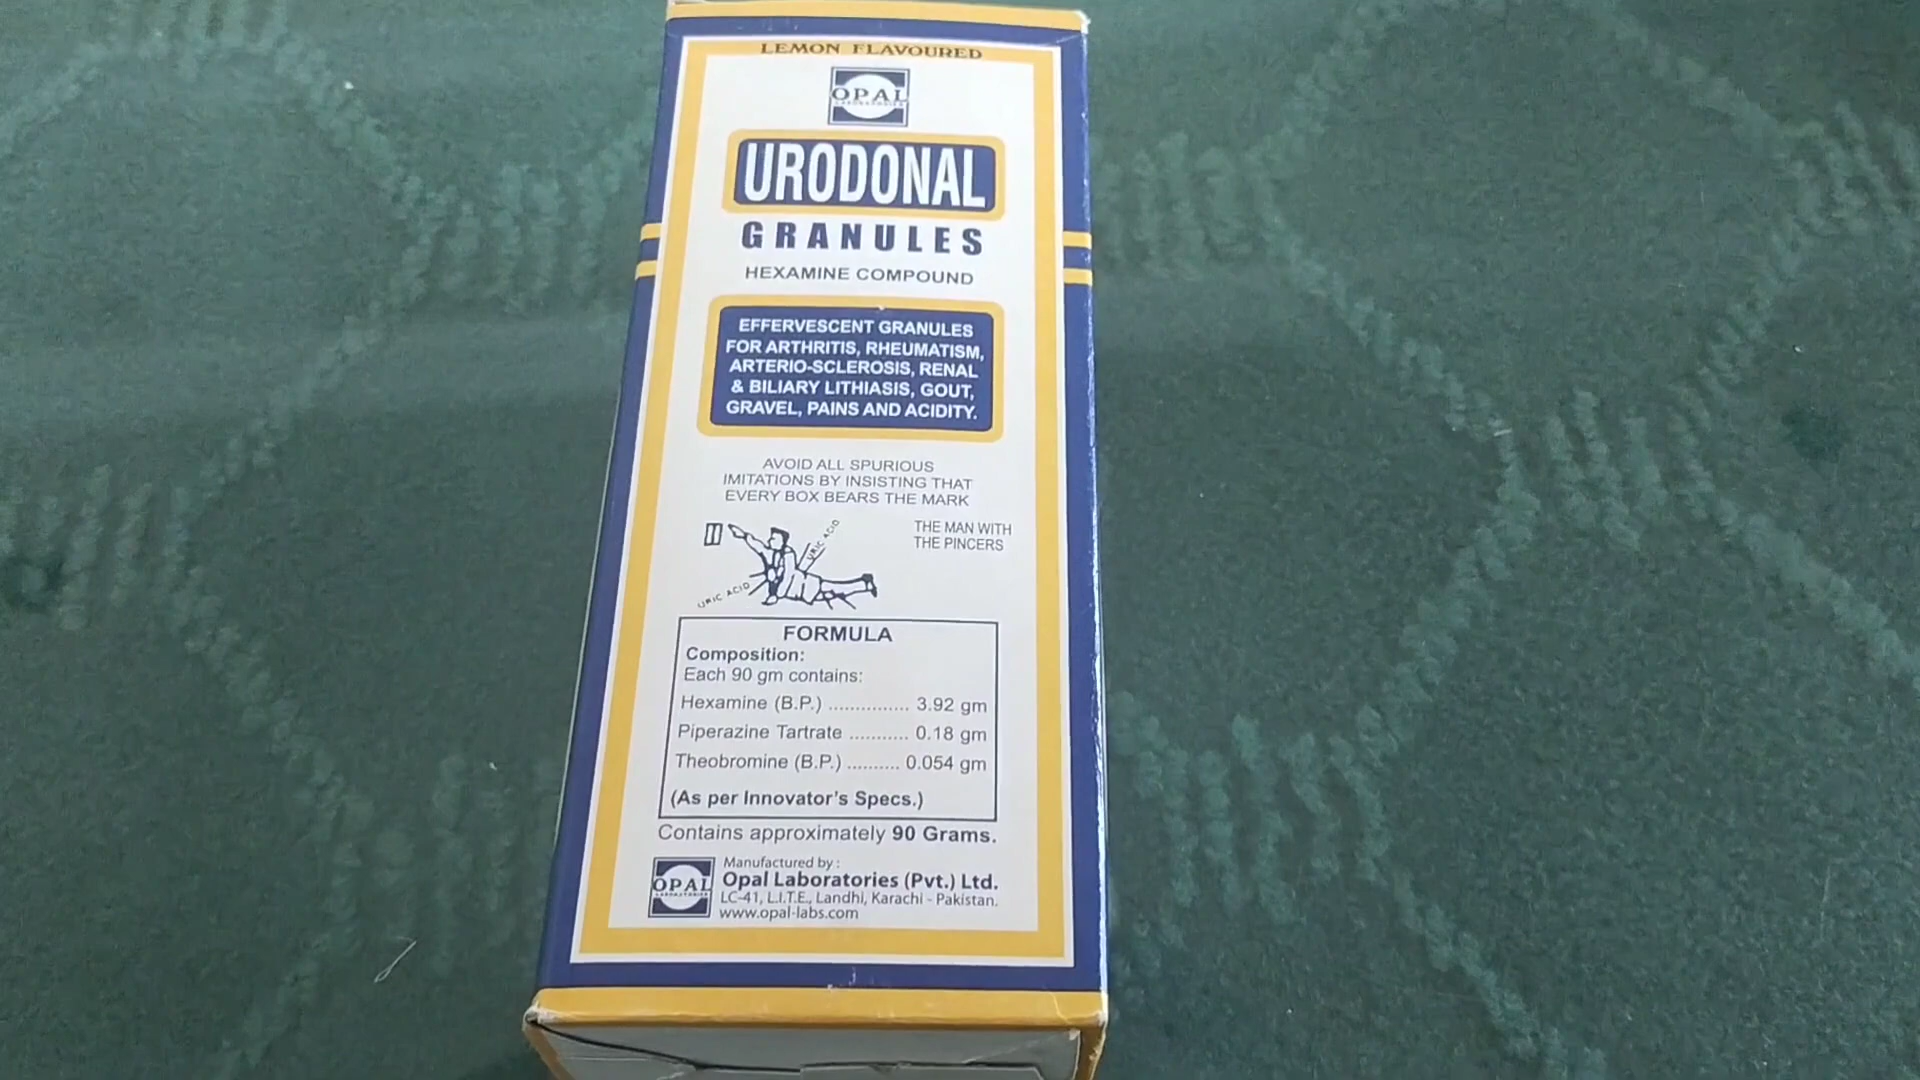 LEMON FLAVOURED
OPAL
LABORATORIES
URODONAL
GRANULES
HEXAMINE COMPOUND
EFFERVESCENT GRANULES
FOR ARTHRITIS, RHEUMATISM,
ARTERIO-SCLEROSIS, RENAL
& BILIARY LITHIASIS, GOUT,
GRAVEL, PAINS AND ACIDITY.
AVOID ALL SPURIOUS
IMITATIONS BY INSISTING THAT
EVERY BOX BEARS THE MARK
THE MAN WITH
THE PINCERS
URIC ACID
URIC ACID
FORMULA
Composition:
Each 90 gm contains:
Hexamine (B.P.) ............... 3.92 gm
Piperazine Tartrate ........... 0.18 gm
Theobromine (B.P.) .......... 0.054 gm
(As per Innovator's Specs.)
Contains approximately 90 Grams.
OPAL
LABORATORIES
Manufactured by :
Opal Laboratories (Pvt.) Ltd.
LC-41, L.I.T.E., Landhi, Karachi - Pakistan.
www.opal-labs.com